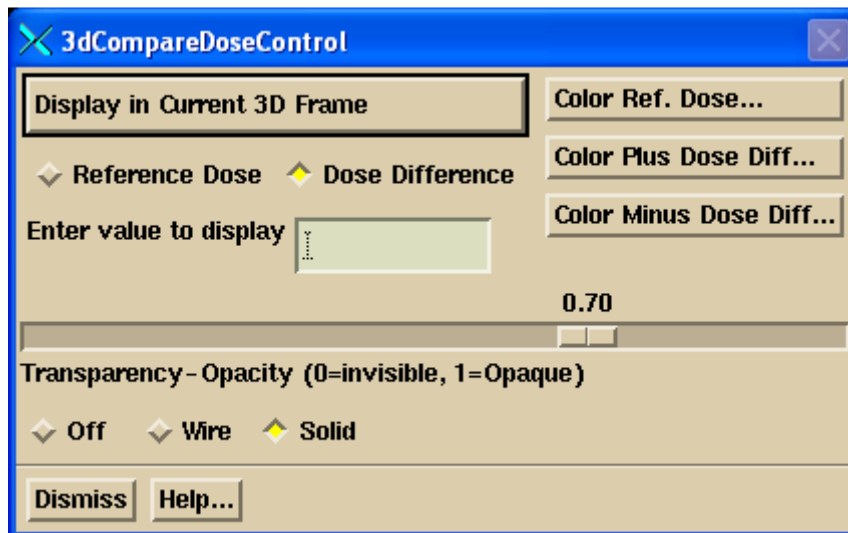 3dCompareDoseControl
Display in Current 3D Frame
Color Ref. Dose...
Reference Dose
Dose Difference
Color Plus Dose Diff...
Enter value to display
Color Minus Dose Diff...
0.70
Transparency-Opacity (0=invisible, 1=Opaque)
Off
Wire
Solid
Dismiss
Help...